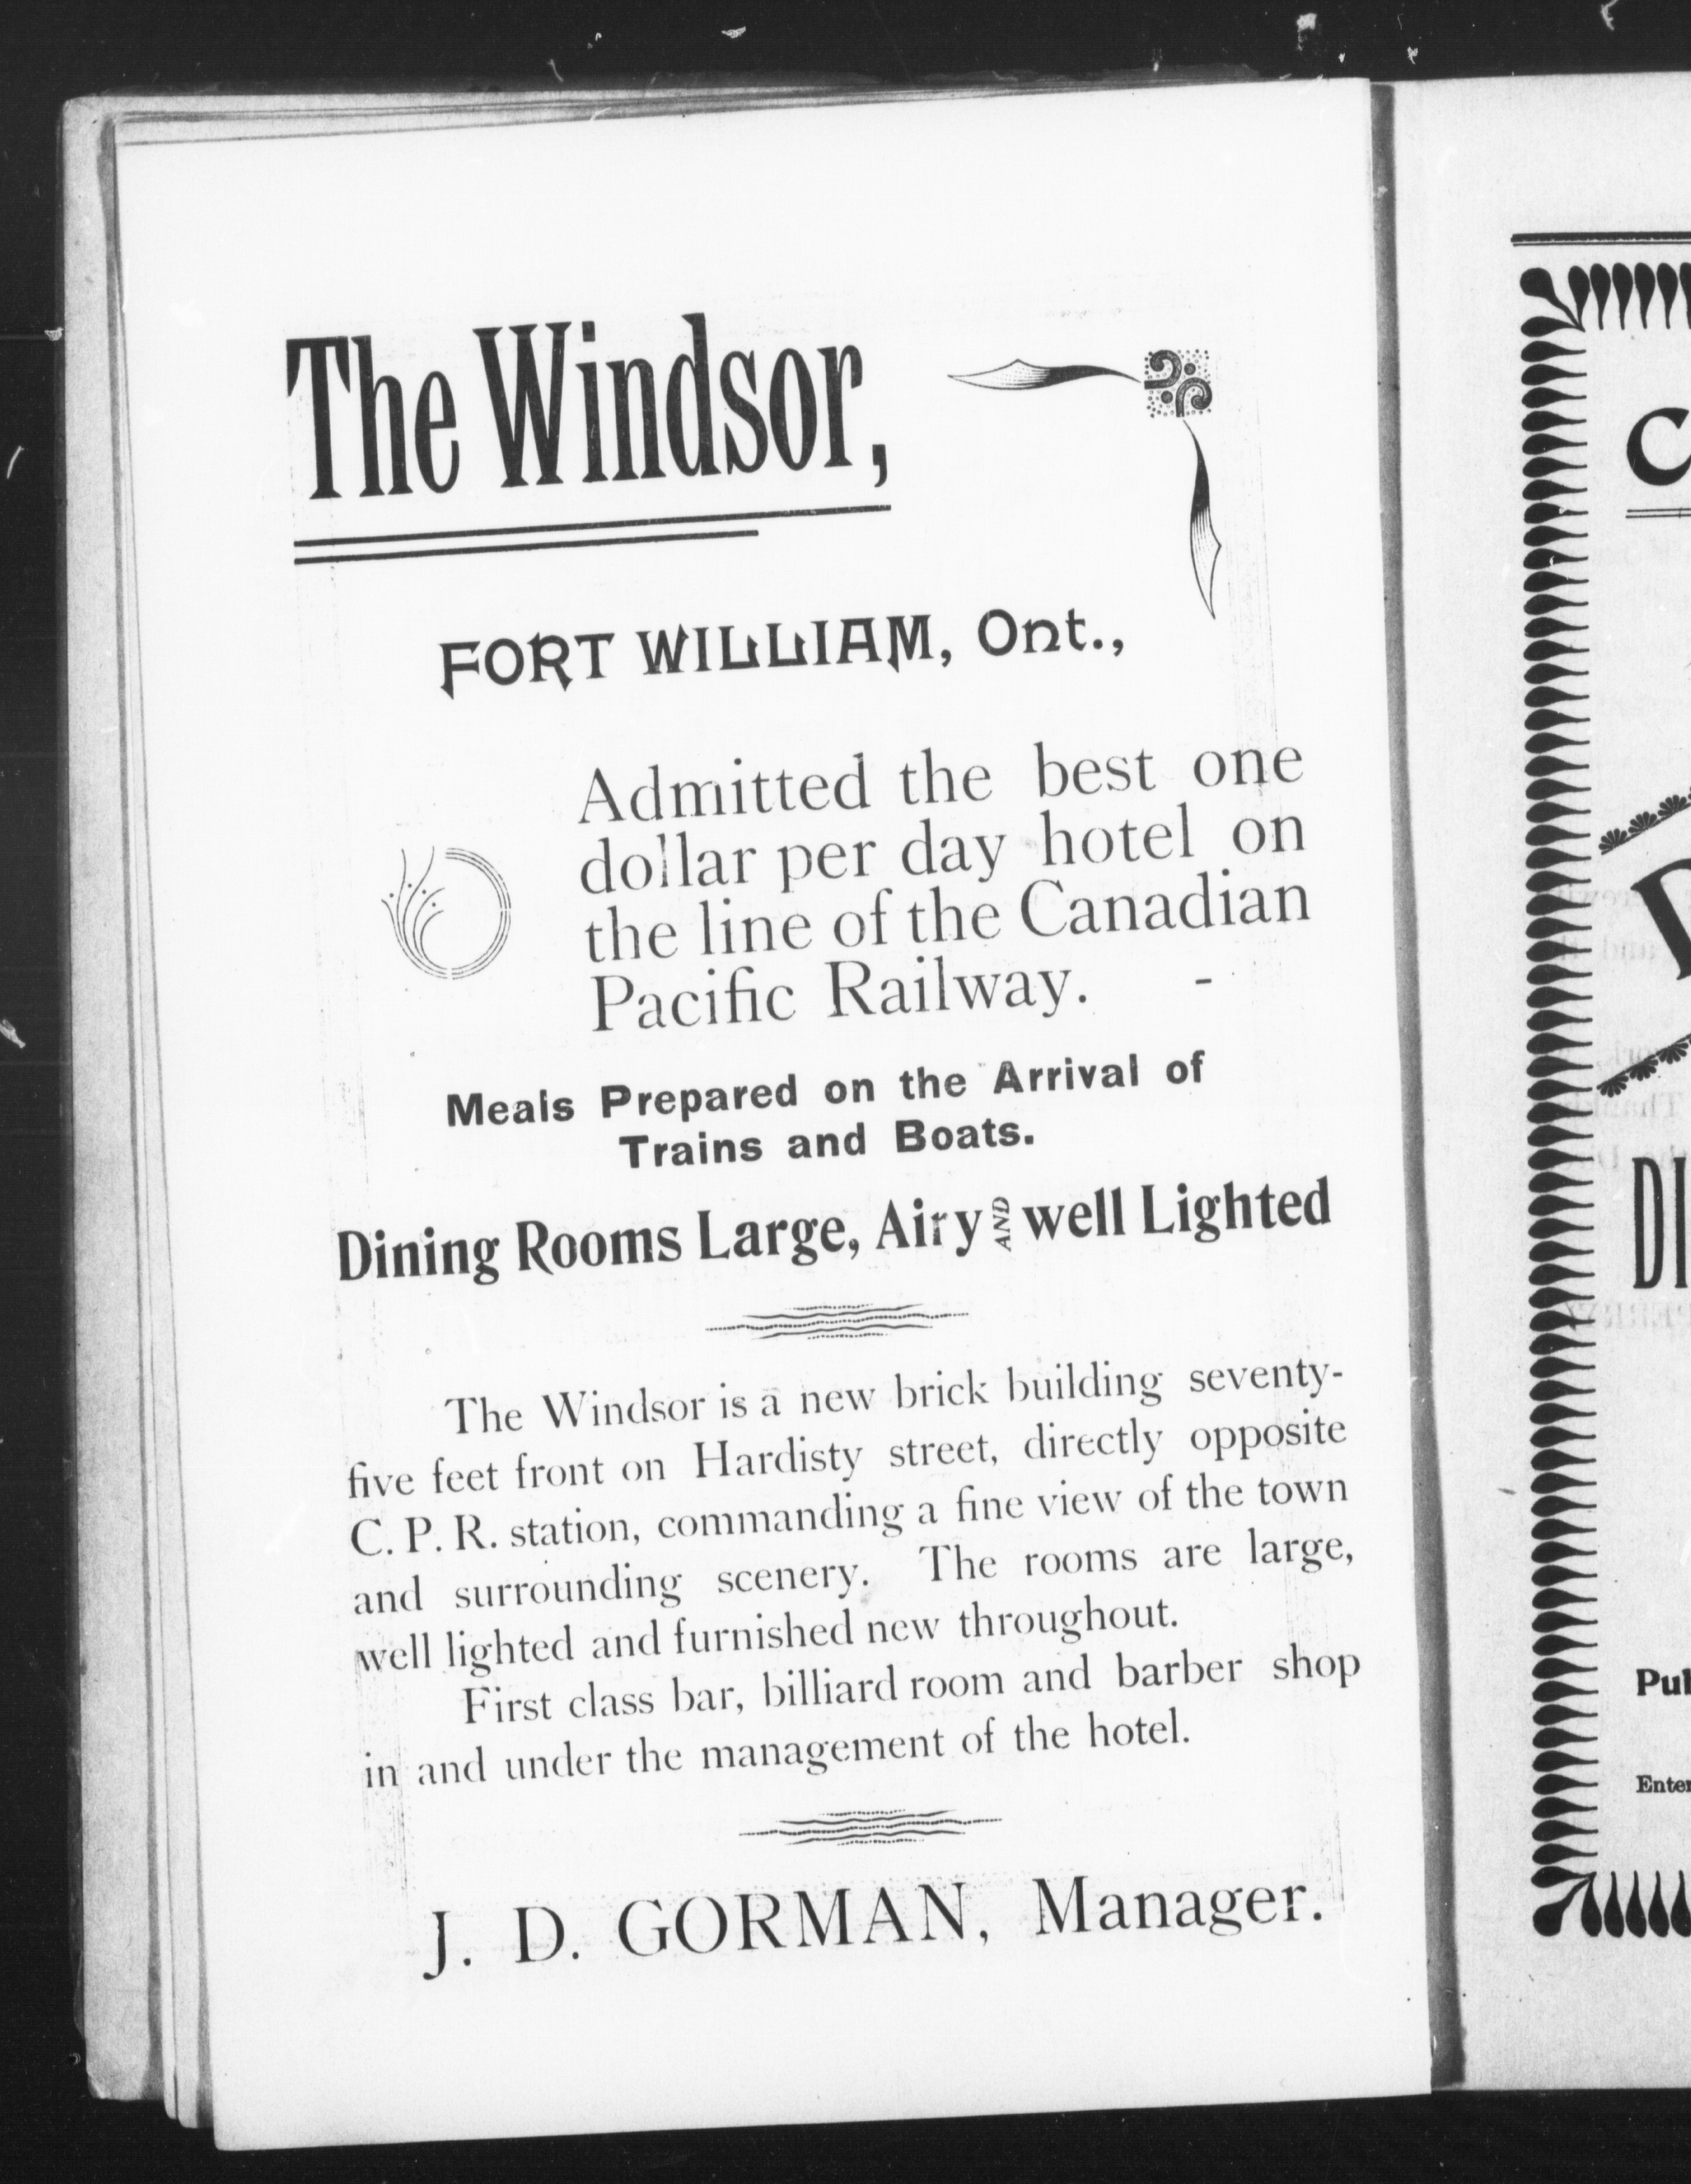 The Windsor,
FORT WILLIAM, Ont.,
Admitted the best one
dollar per day hotel on
the line of the Canadian
Pacific Railway. -
Meals Prepared on the Arrival of
Trains and Boats.
Dining Rooms Large, Airy AND well Lighted
The Windsor is a new brick building seventy-
five feet front on Hardisty street, directly opposite
C. P. R. station, commanding a fine view of the town
and surrounding scenery. The rooms are large,
well lighted and furnished new throughout.
First class bar, billiard room and barber shop
in and under the management of the hotel.
J. D. GORMAN, Manager.
C
DI
Pub
Enter